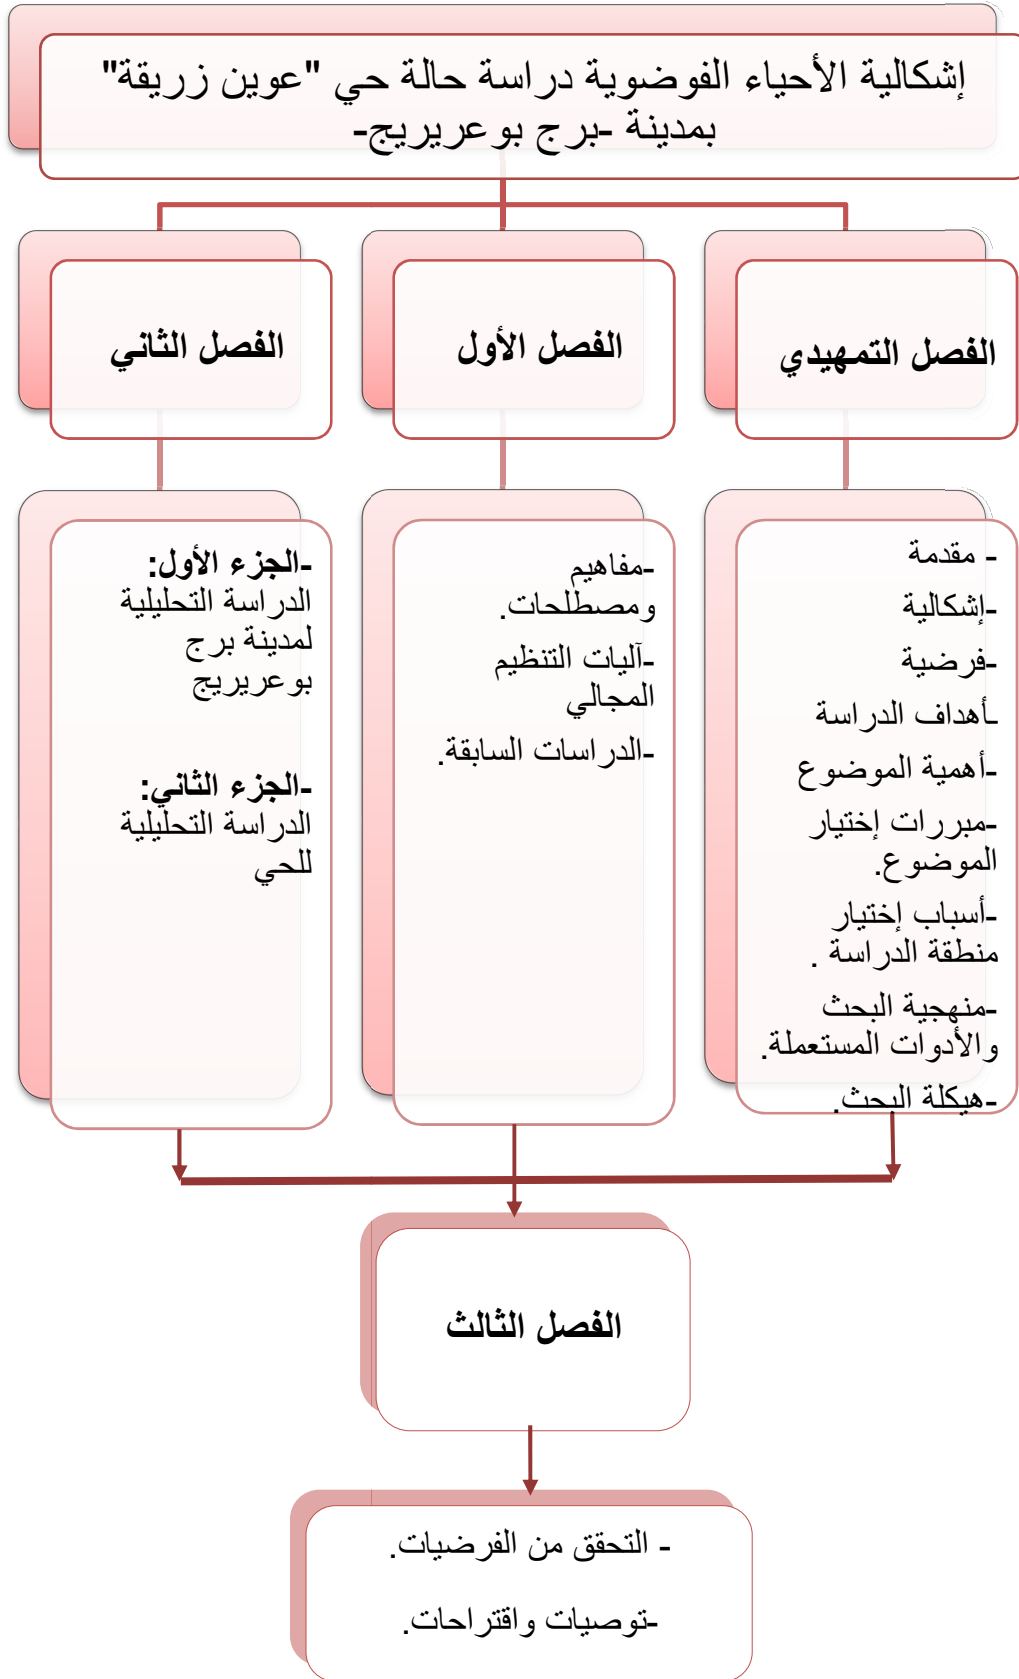 إشكالية الأحياء الفوضوية دراسة حالة حي "عوين زريقة"
بمدينة -برج بوعريريج-
الفصل التمهيدي
الفصل الأول
الفصل الثاني
- مقدمة
-إشكالية
-فرضية
-أهداف الدراسة
-أهمية الموضوع
-مبررات إختيار
الموضوع.
-أسباب إختيار
منطقة الدراسة .
-منهجية البحث
والأدوات المستعملة.
-هيكلة البحث.
-مفاهيم
ومصطلحات.
-آليات التنظيم
المجالي
-الدراسات السابقة.
-الجزء الأول:
الدراسة التحليلية
لمدينة برج
بوعريريج
-الجزء الثاني:
الدراسة التحليلية
للحي
الفصل الثالث
- التحقق من الفرضيات.
-توصيات واقتراحات.